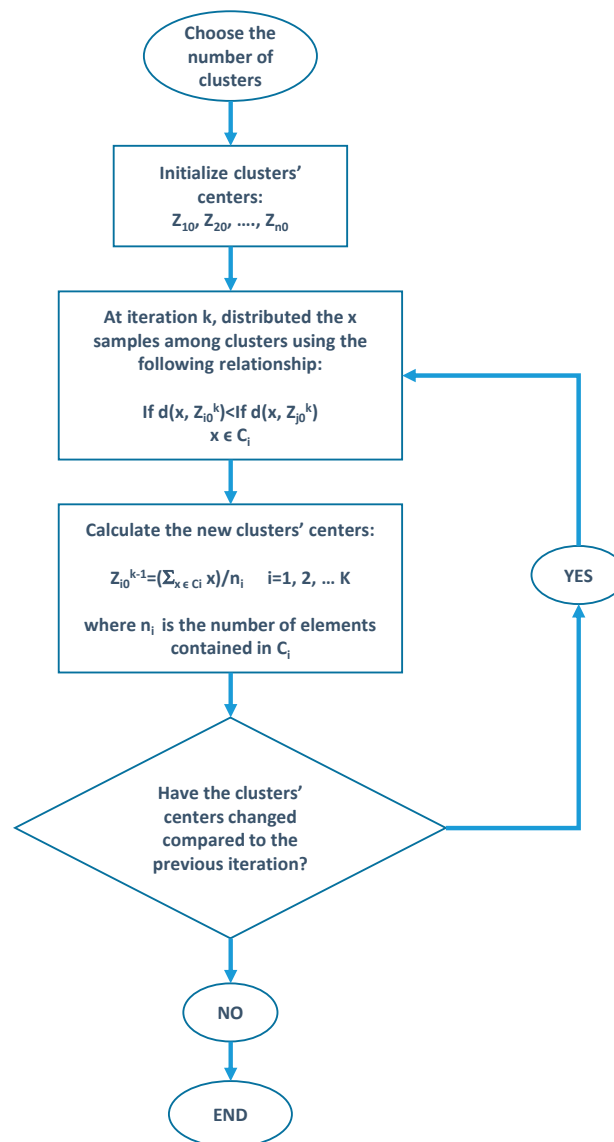 Choose the
number of
clusters
Initialize clusters’
centers:
Z₁₀, Z₂₀, …., Zₙ₀
At iteration k, distributed the x
samples among clusters using the
following relationship:
If d(x, Zᵢ₀ᵏ)<If d(x, Zⱼ₀ᵏ)
x ϵ Cᵢ
Calculate the new clusters’ centers:
Zᵢ₀ᵏ⁻¹=(Σₓ ϵ Cᵢ x)/nᵢ i=1, 2, … K
where nᵢ is the number of elements
contained in Cᵢ
YES
Have the clusters’
centers changed
compared to the
previous iteration?
NO
END